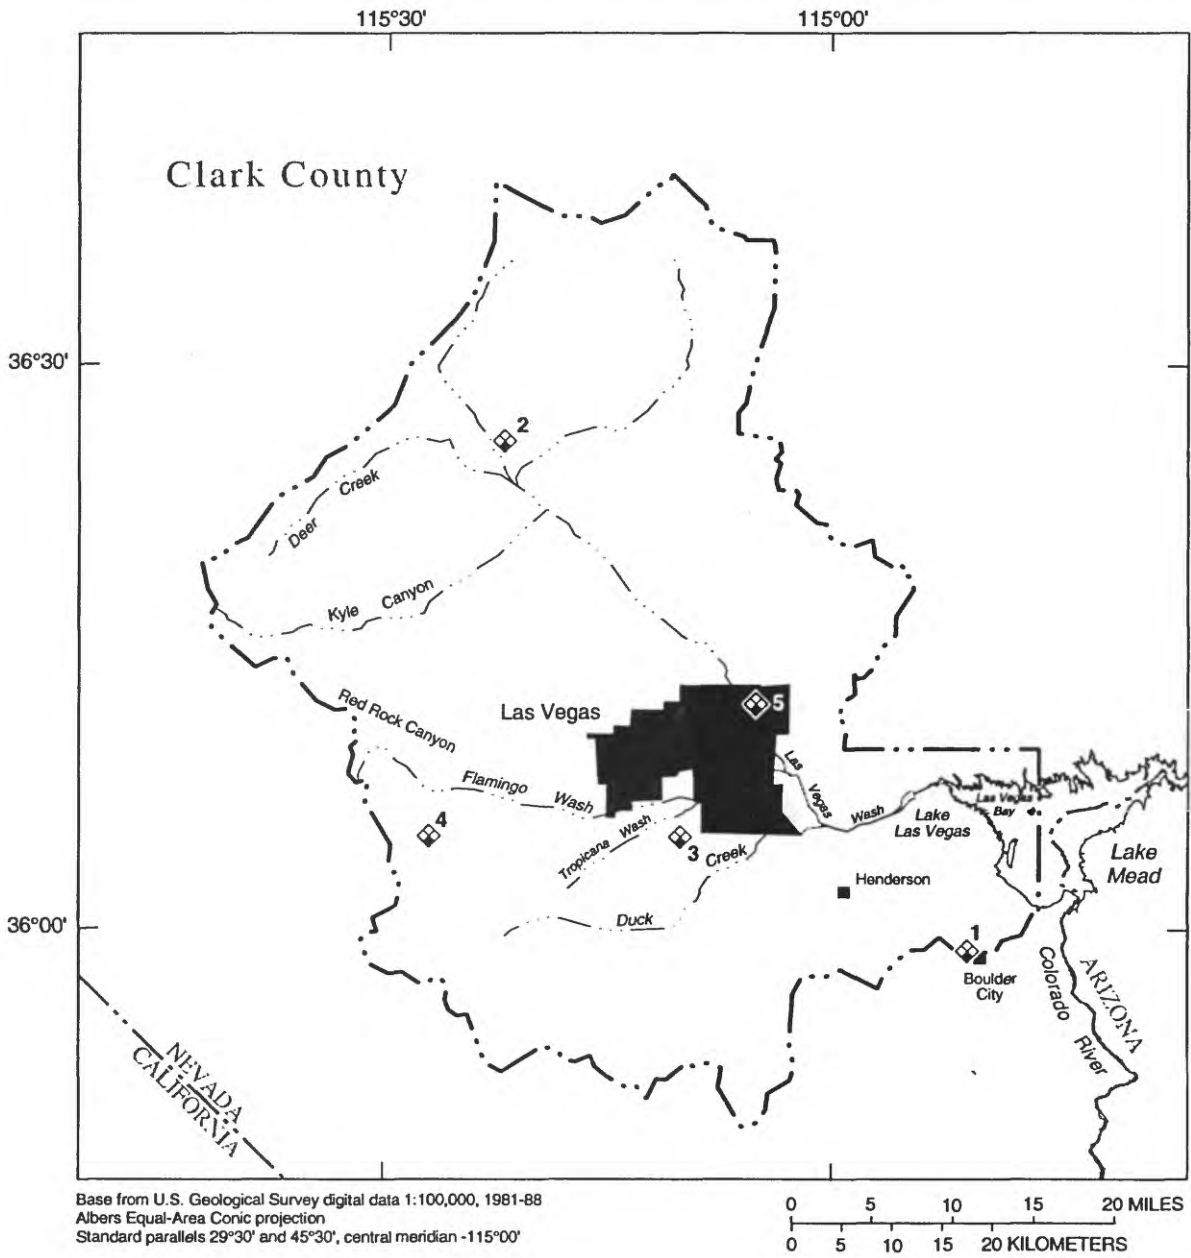 115°30' 115°00'
Clark County
36°30'
2
Deer Creek
Kyle Canyon
Red Rock Canyon
Las Vegas
5
Flamingo Wash
Las Vegas Wash
Las Vegas
Bay
Lake
Las Vegas
4
Tropicana Wash
3
Creek
Duck
Lake
Mead
Henderson
36°00'
1
Boulder
City
Colorado River
ARIZONA
NEVADA
CALIFORNIA
Base from U.S. Geological Survey digital data 1:100,000, 1981-88
Albers Equal-Area Conic projection
Standard parallels 29°30' and 45°30', central meridian -115°00'
0 5 10 15 20 MILES
0 5 10 15 20 KILOMETERS